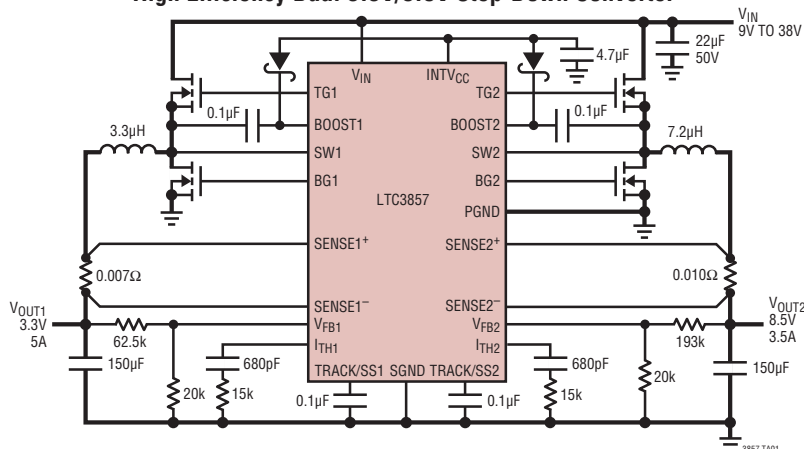 High Efficiency Dual 8.5V/3.3V Step-Down Converter
VIN
9V TO 38V
22µF
50V
4.7µF
VIN
INTVCC
TG1
TG2
0.1µF
0.1µF
BOOST1
BOOST2
3.3µH
7.2µH
SW1
SW2
BG1
BG2
LTC3857
PGND
SENSE1+
SENSE2+
0.007Ω
0.010Ω
SENSE1–
SENSE2–
VOUT1
3.3V
5A
VOUT2
8.5V
3.5A
62.5k
VFB1
VFB2
193k
ITH1
ITH2
150µF
680pF
680pF
150µF
TRACK/SS1
SGND
TRACK/SS2
20k
15k
0.1µF
0.1µF
15k
20k
3857 TA01